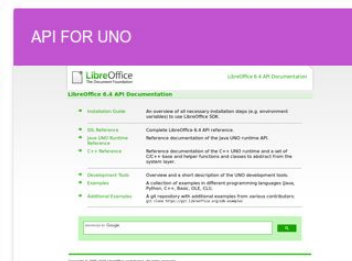 API FOR UNO
LibreOffice
The Document Foundation
LibreOffice 6.4 API Documentation
LibreOffice 6.4 API Documentation
Installation Guide
An overview of all necessary installation steps (e.g. environment
variables) to use LibreOffice SDK.
IDL Reference
Complete LibreOffice 6.4 API reference.
Java UNO Runtime
Reference
Reference documentation of the Java UNO runtime API.
C++ Reference
Reference documentation of the C++ UNO runtime and a set of
C/C++ base and helper functions and classes to abstract from the
system layer.
Development Tools
Overview and a short description of the UNO development tools.
Examples
A collection of examples in different programming languages (Java,
Python, C++, Basic, OLE, CLI).
Additional Examples
A git repository with additional examples from various contributors.
Google